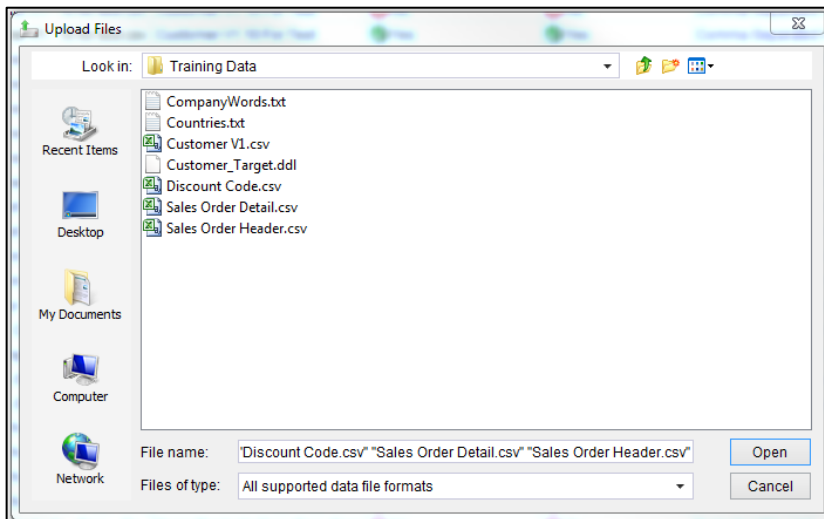 Upload Files
Look in: Training Data
CompanyWords.txt
Countries.txt
Customer V1.csv
Customer_Target.ddl
Discount Code.csv
Sales Order Detail.csv
Sales Order Header.csv
Recent Items
Desktop
My Documents
Computer
Network
File name: "Discount Code.csv" "Sales Order Detail.csv" "Sales Order Header.csv" Open
Files of type: All supported data file formats Cancel